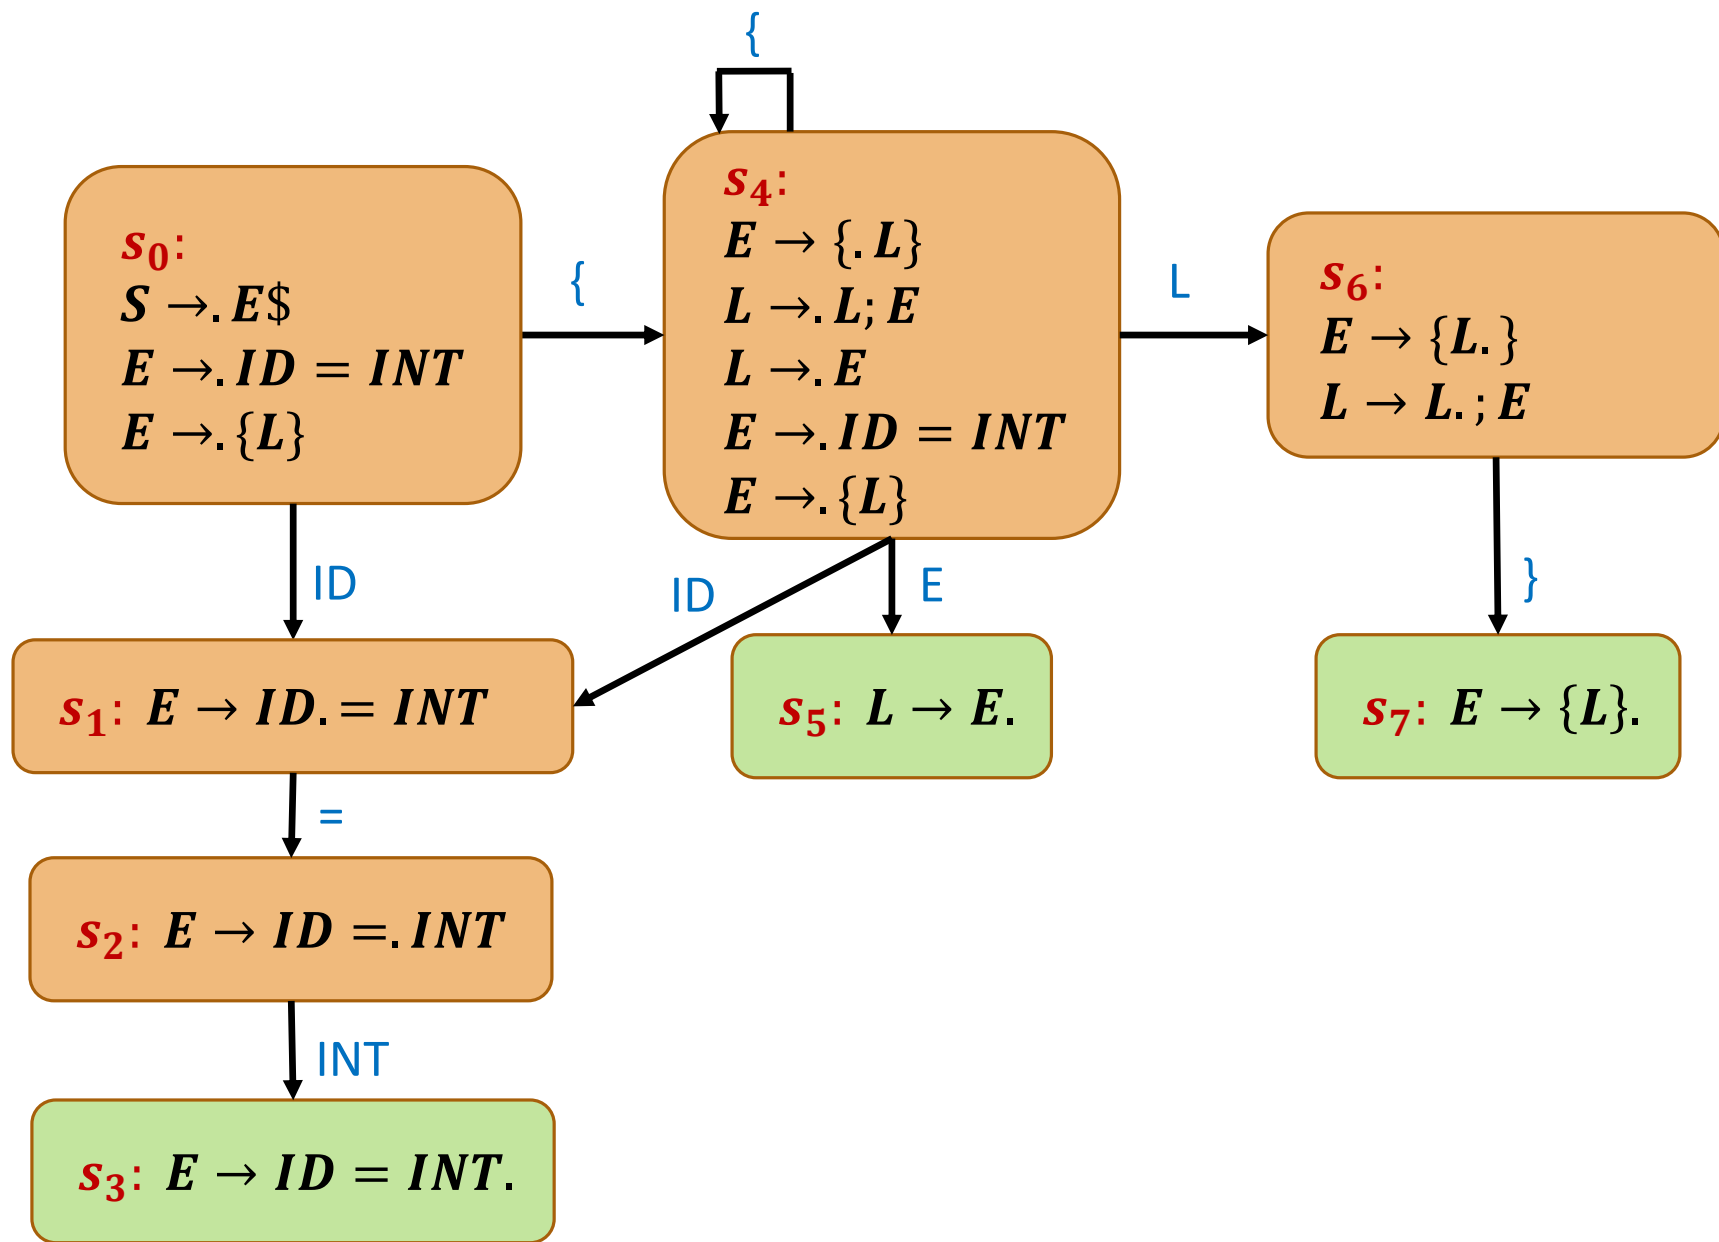 {
s₀:
S →. E$
E →. ID = INT
E →. {L}
{
s₄:
E → {. L}
L →. L; E
L →. E
E →. ID = INT
E →. {L}
L
s₆:
E → {L. }
L → L. ; E
ID
ID
E
}
s₁: E → ID. = INT
s₅: L → E.
s₇: E → {L}.
=
s₂: E → ID =. INT
INT
s₃: E → ID = INT.